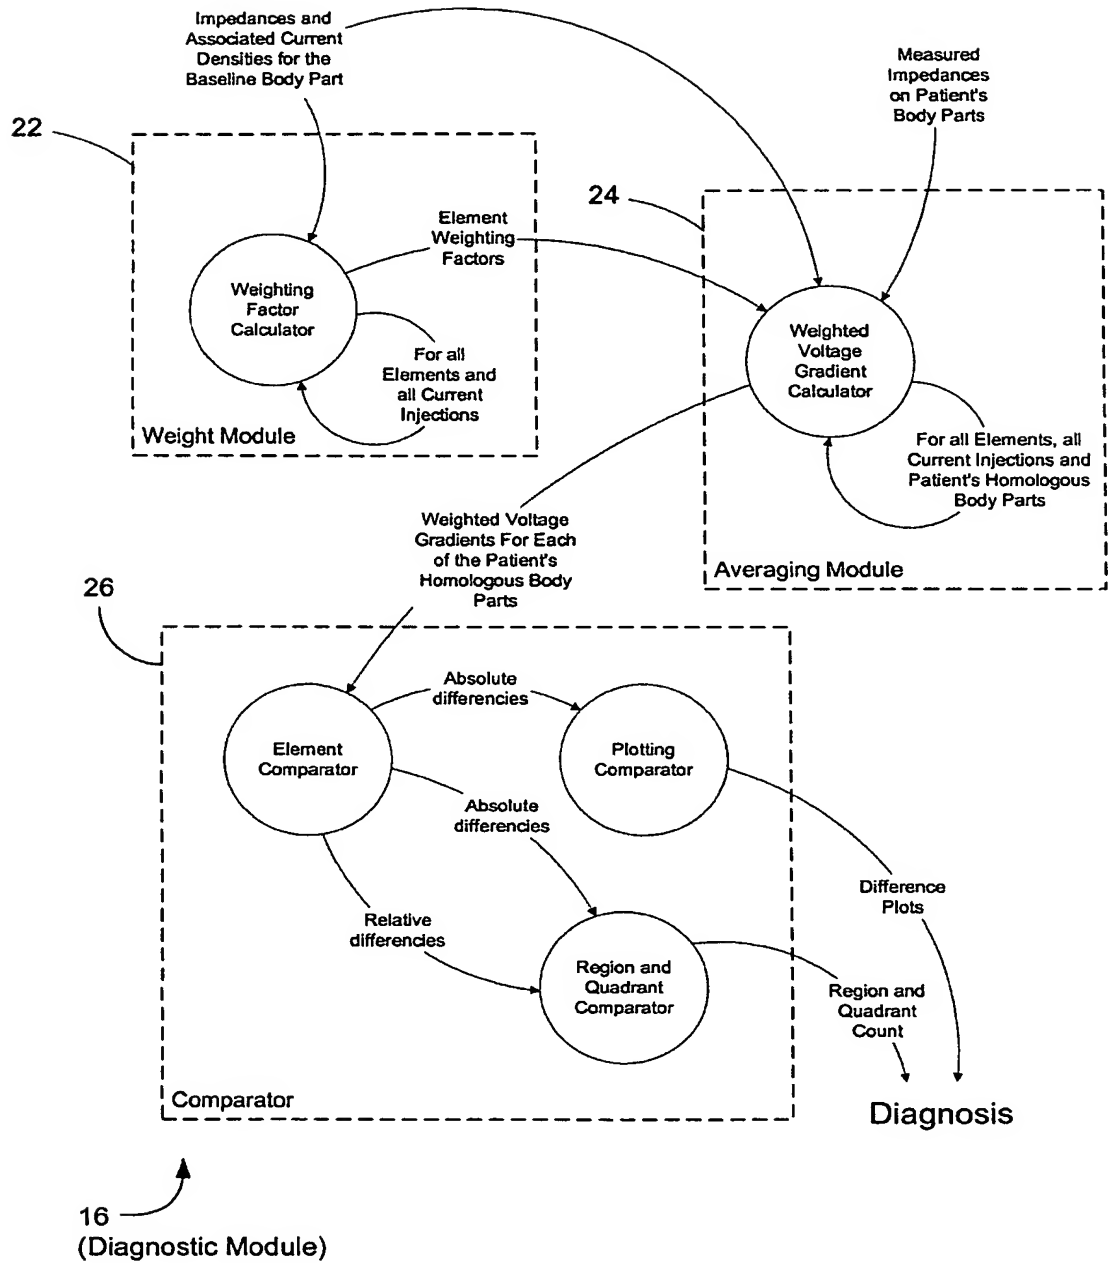 Impedances and
Associated Current
Densities for the
Baseline Body Part
Measured
Impedances
on Patient's
Body Parts
22
24
Element
Weighting
Factors
Weighting
Factor
Calculator
For all
Elements and
all Current
Injections
Weight Module
Weighted
Voltage
Gradient
Calculator
For all Elements, all
Current Injections and
Patient's Homologous
Body Parts
Averaging Module
Weighted Voltage
Gradients For Each
of the Patient's
Homologous Body
Parts
26
Absolute
differencies
Element
Comparator
Plotting
Comparator
Absolute
differencies
Relative
differencies
Region and
Quadrant
Comparator
Difference
Plots
Region and
Quadrant
Count
Comparator
Diagnosis
16
(Diagnostic Module)